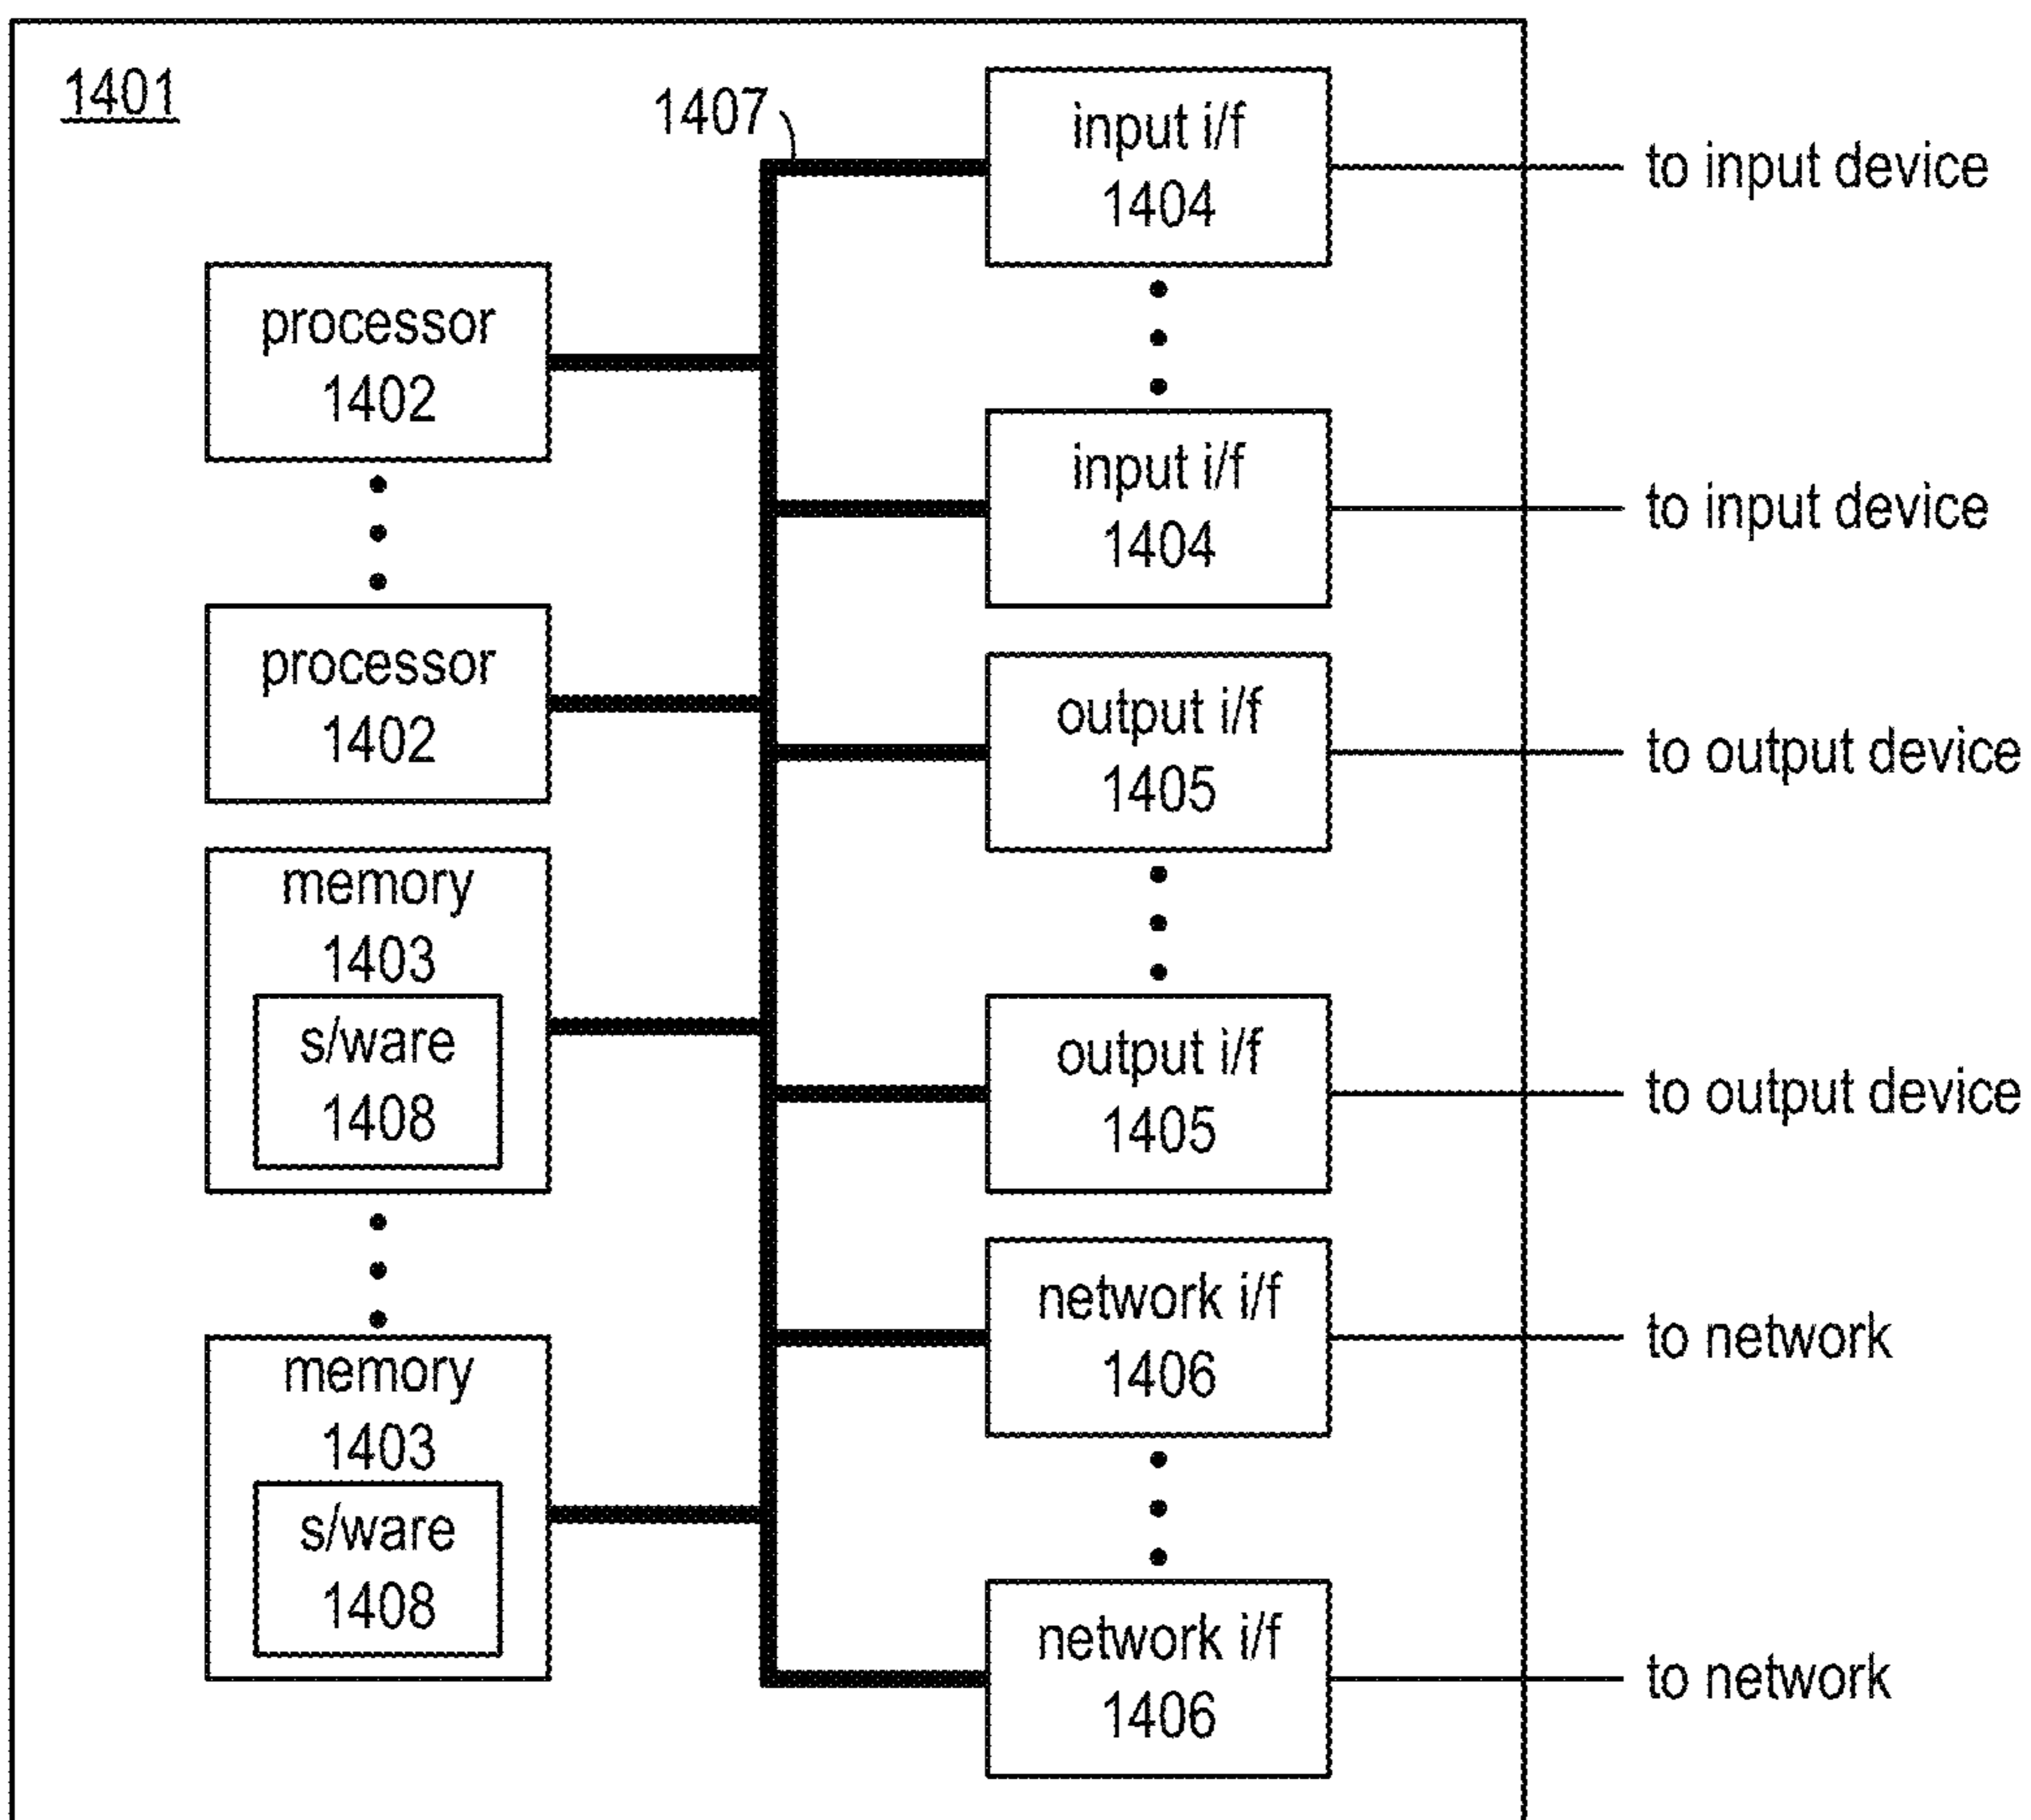 1401
1407
input i/f
1404
to input device
processor
1402
input i/f
1404
to input device
processor
1402
output i/f
1405
to output device
memory
1403
s/ware
1408
output i/f
1405
to output device
network i/f
1406
to network
memory
1403
s/ware
1408
network i/f
1406
to network